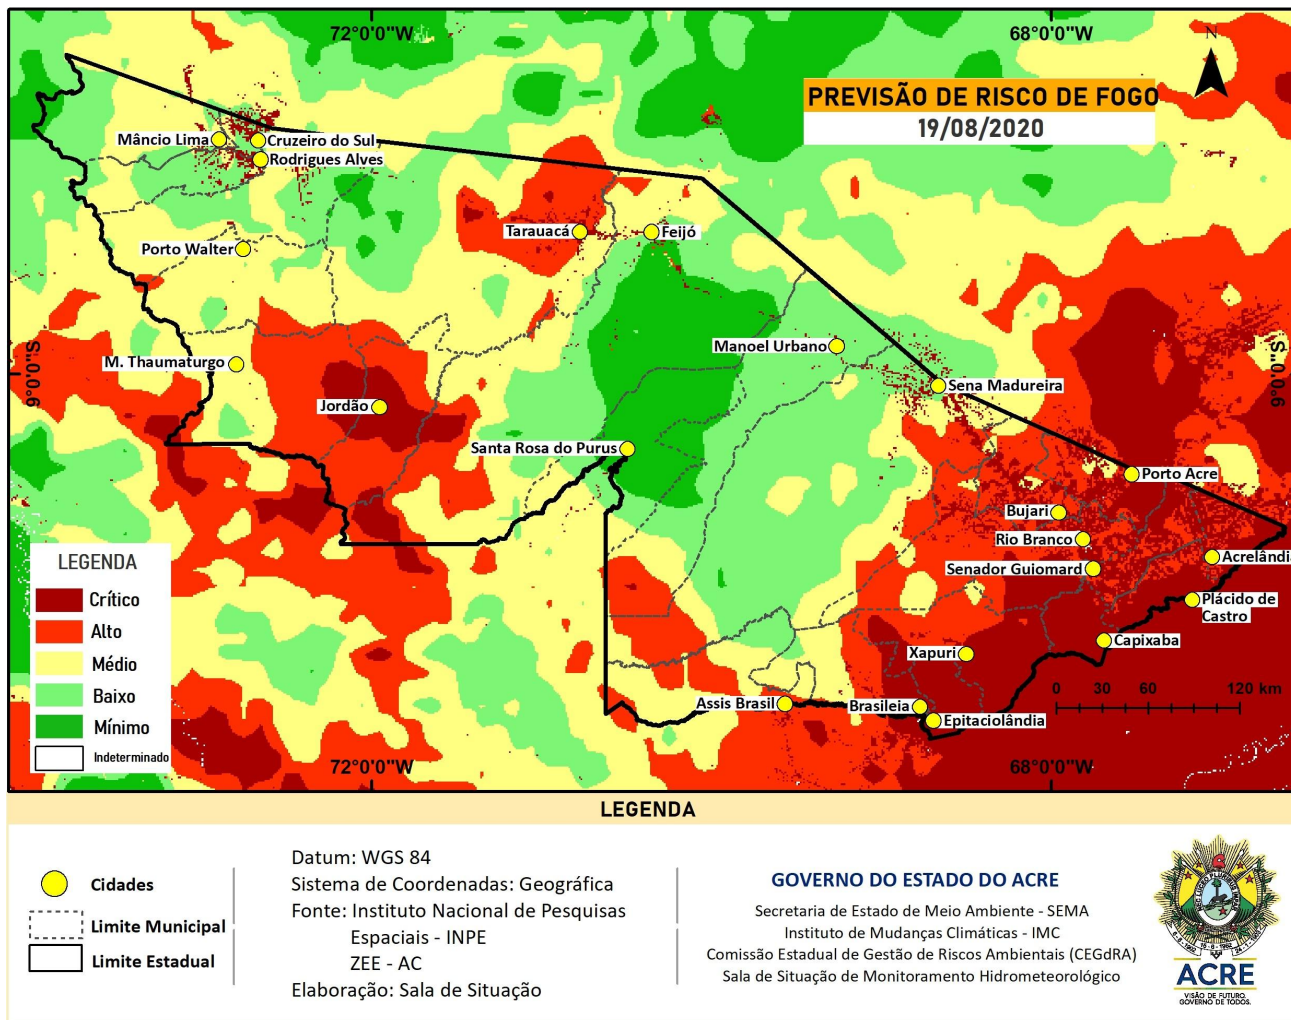 72°0'0"W
68°0'0"W
N
PREVISÃO DE RISCO DE FOGO
19/08/2020
Mâncio Lima
Cruzeiro do Sul
Rodrigues Alves
Tarauacá
Feijó
Porto Walter
9°0'0"S
9°0'0"S
M. Thaumaturgo
Manoel Urbano
Jordão
Sena Madureira
Santa Rosa do Purus
Porto Acre
Bujari
Rio Branco
Senador Guiomard
Acrelândia
Plácido de
Castro
Capixaba
Xapuri
Assis Brasil
Brasileia
Epitaciolândia
0 30 60 120 km
LEGENDA
Crítico
Alto
Médio
Baixo
Mínimo
Indeterminado
72°0'0"W
68°0'0"W
LEGENDA
Cidades
Limite Municipal
Limite Estadual
Datum: WGS 84
Sistema de Coordenadas: Geográfica
Fonte: Instituto Nacional de Pesquisas
Espaciais - INPE
ZEE - AC
Elaboração: Sala de Situação
GOVERNO DO ESTADO DO ACRE
Secretaria de Estado de Meio Ambiente - SEMA
Instituto de Mudanças Climáticas - IMC
Comissão Estadual de Gestão de Riscos Ambientais (CEGdRA)
Sala de Situação de Monitoramento Hidrometeorológico
ACRE
VISÃO DE FUTURO.
GOVERNO DE TODOS.